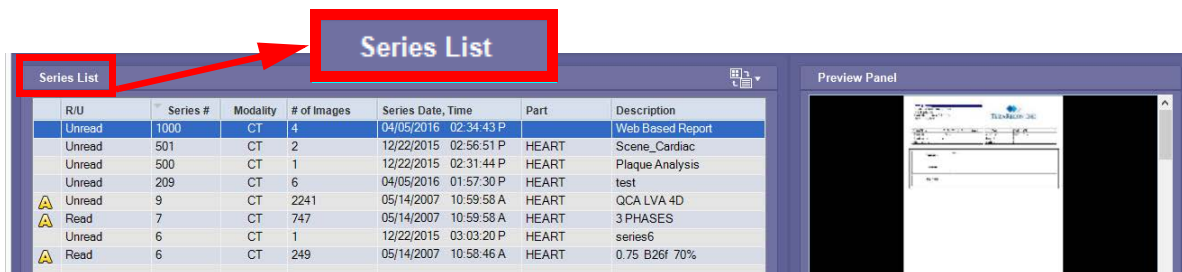 Series List
Series List
Preview Panel
R/U Series # Modality # of Images Series Date, Time Part Description
Unread 1000 CT 4 04/05/2016 02:34:43 P Web Based Report
Unread 501 CT 2 12/22/2015 02:56:51 P HEART Scene_Cardiac
Unread 500 CT 1 12/22/2015 02:31:44 P HEART Plaque Analysis
Unread 209 CT 6 04/05/2016 01:57:30 P HEART test
A Unread 9 CT 2241 05/14/2007 10:59:58 A HEART QCA LVA 4D
A Read 7 CT 747 05/14/2007 10:59:58 A HEART 3 PHASES
Unread 6 CT 1 12/22/2015 03:03:20 P HEART series6
A Read 6 CT 249 05/14/2007 10:58:46 A HEART 0.75 B26f 70%